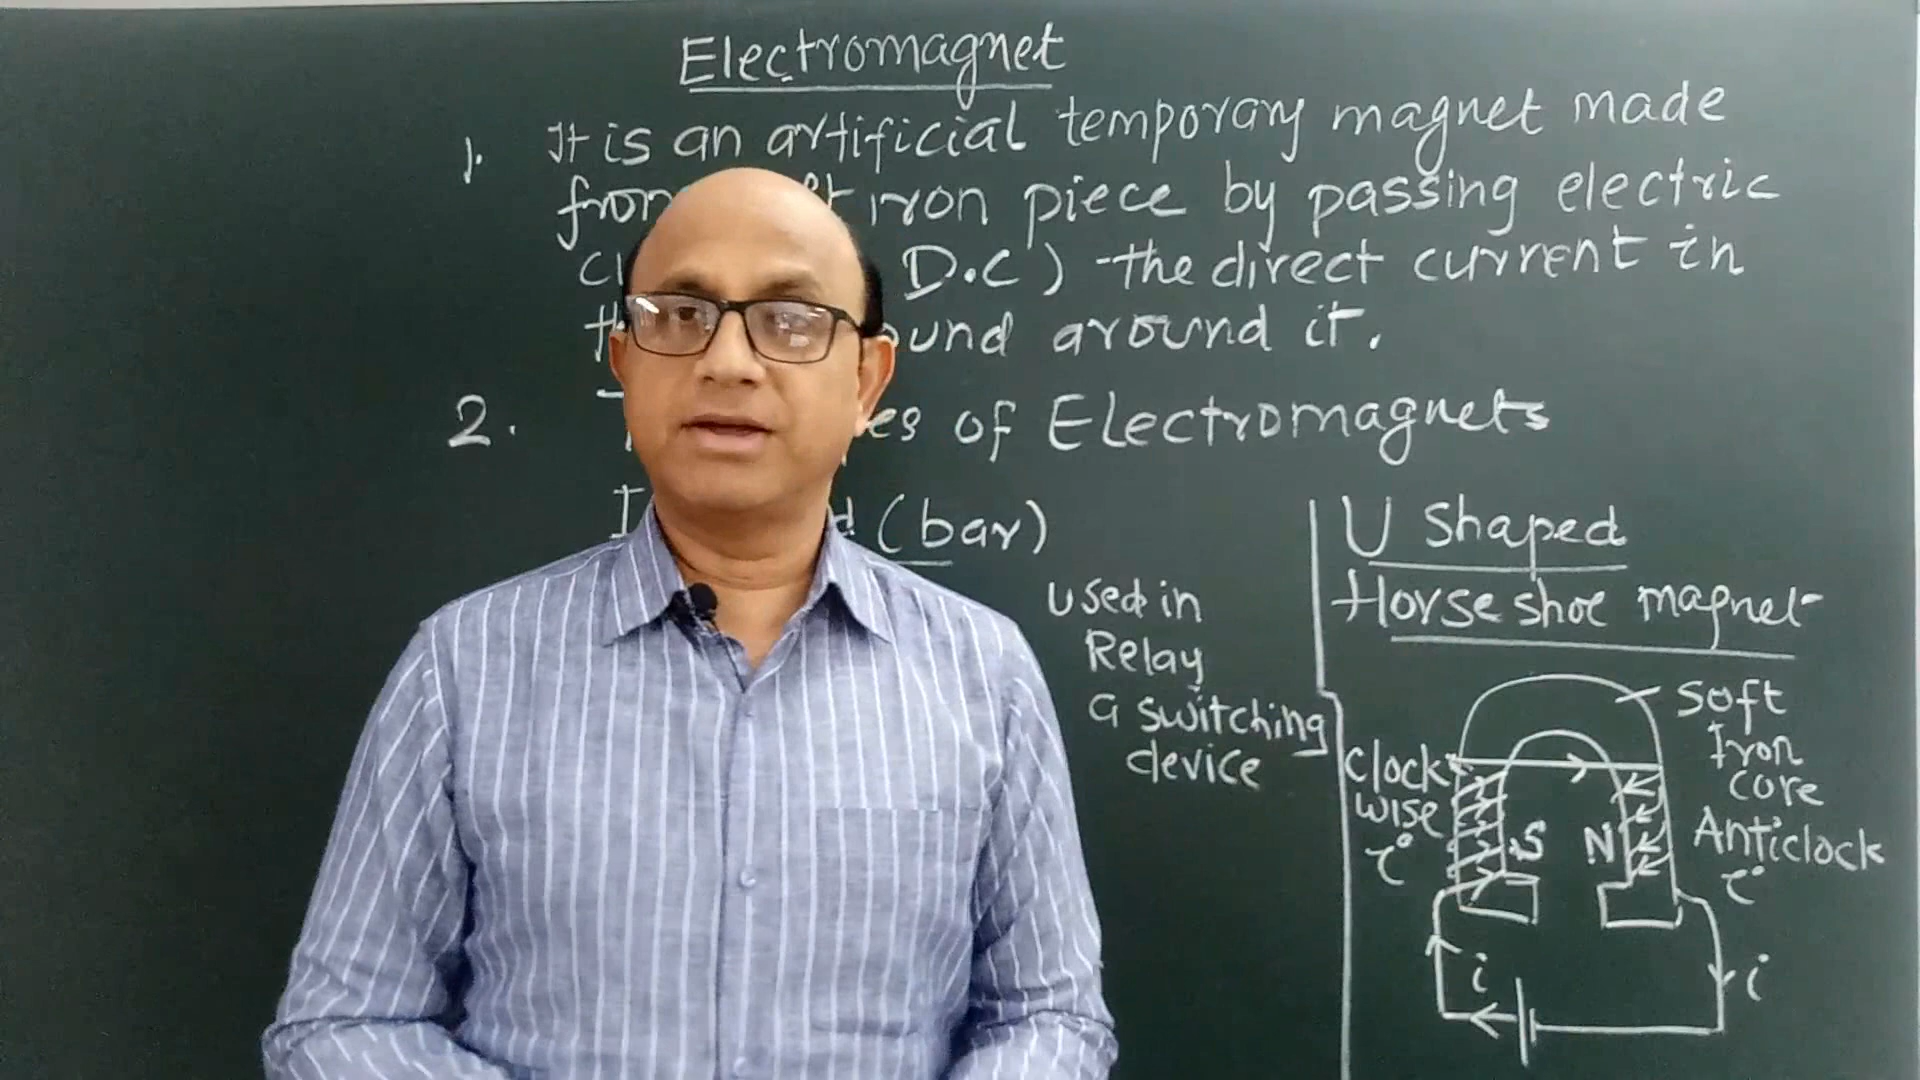 Electromagnet
1. It is an artificial temporary magnet made
iron piece by passing electric
D.C) the direct current in
around it.
2. of Electromagnets
(bar)
used in
Relay
a switching
device
U Shaped
Horse shoe magnet
Soft
Iron
core
Clock
wise
i
S
N
Anticlock
i
i
i